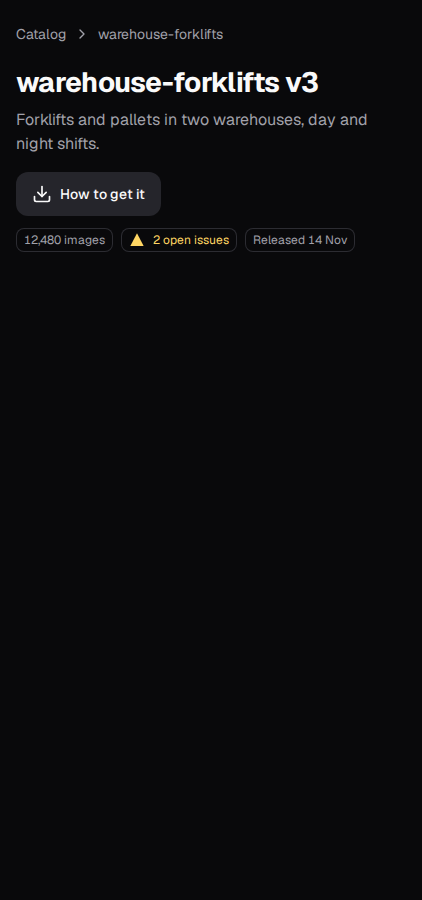 Catalog > warehouse-forklifts
warehouse-forklifts v3
Forklifts and pallets in two warehouses, day and
night shifts.
How to get it
12,480 images 2 open issues Released 14 Nov